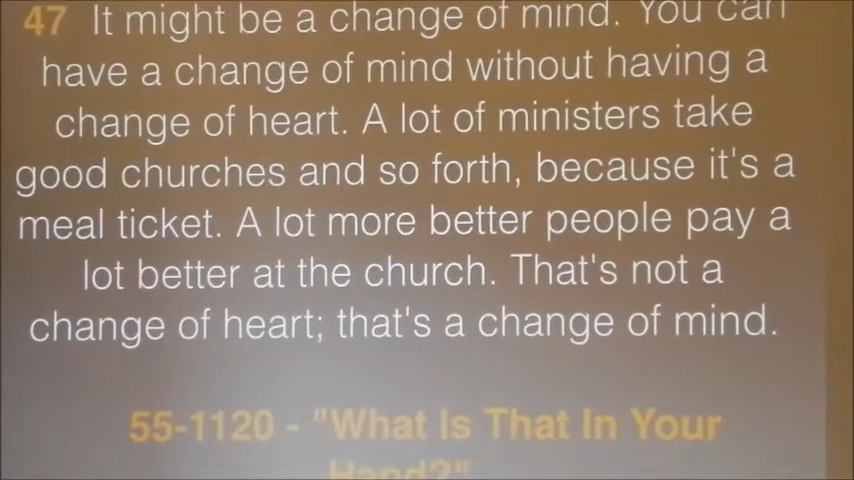 47 It might be a change of mind. You can
have a change of mind without having a
change of heart. A lot of ministers take
good churches and so forth, because it's a
meal ticket. A lot more better people pay a
lot better at the church. That's not a
change of heart; that's a change of mind.
55-1120 - "What Is That In Your
Hand?"